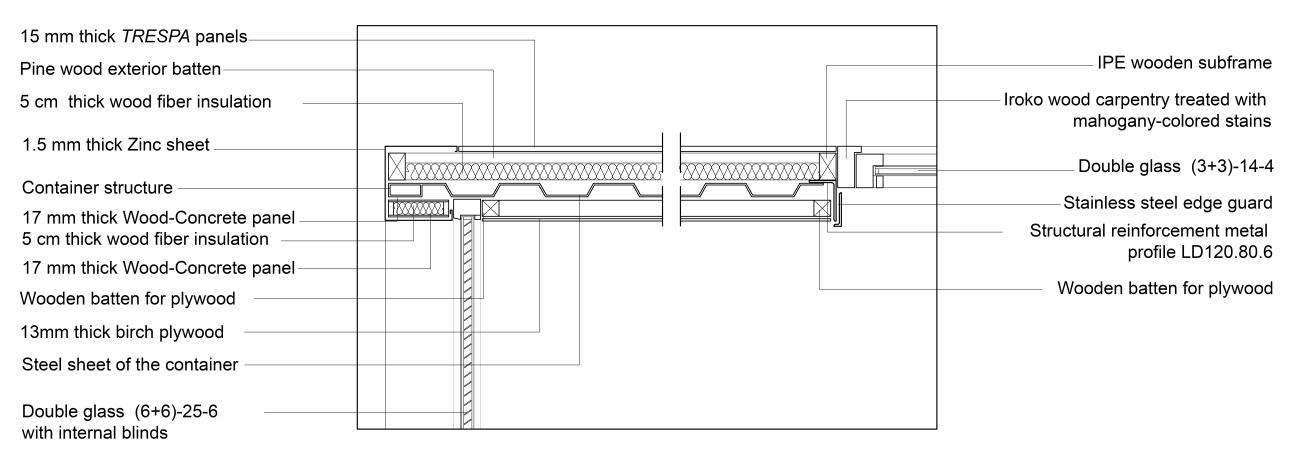 15 mm thick TRESPA panels
Pine wood exterior batten
5 cm thick wood fiber insulation
1.5 mm thick Zinc sheet
Container structure
17 mm thick Wood-Concrete panel
5 cm thick wood fiber insulation
17 mm thick Wood-Concrete panel
Wooden batten for plywood
13mm thick birch plywood
Steel sheet of the container
Double glass (6+6)-25-6
with internal blinds
IPE wooden subframe
Iroko wood carpentry treated with
mahogany-colored stains
Double glass (3+3)-14-4
Stainless steel edge guard
Structural reinforcement metal
profile LD120.80.6
Wooden batten for plywood